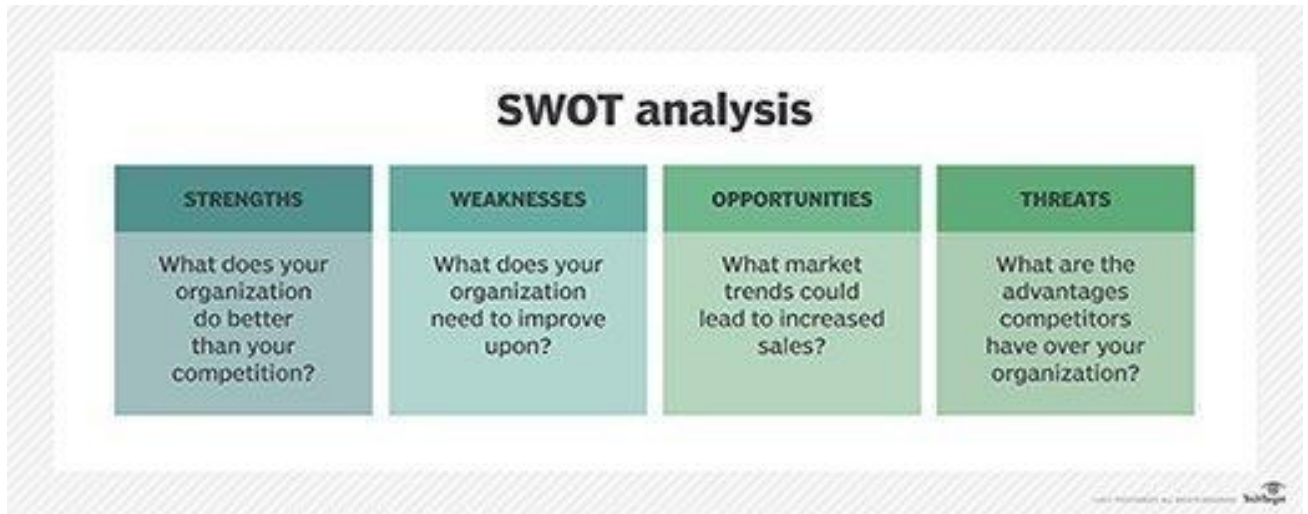 SWOT analysis
STRENGTHS
What does your
organization
do better
than your
competition?
WEAKNESSES
What does your
organization
need to improve
upon?
OPPORTUNITIES
What market
trends could
lead to increased
sales?
THREATS
What are the
advantages
competitors
have over your
organization?
TechTarget